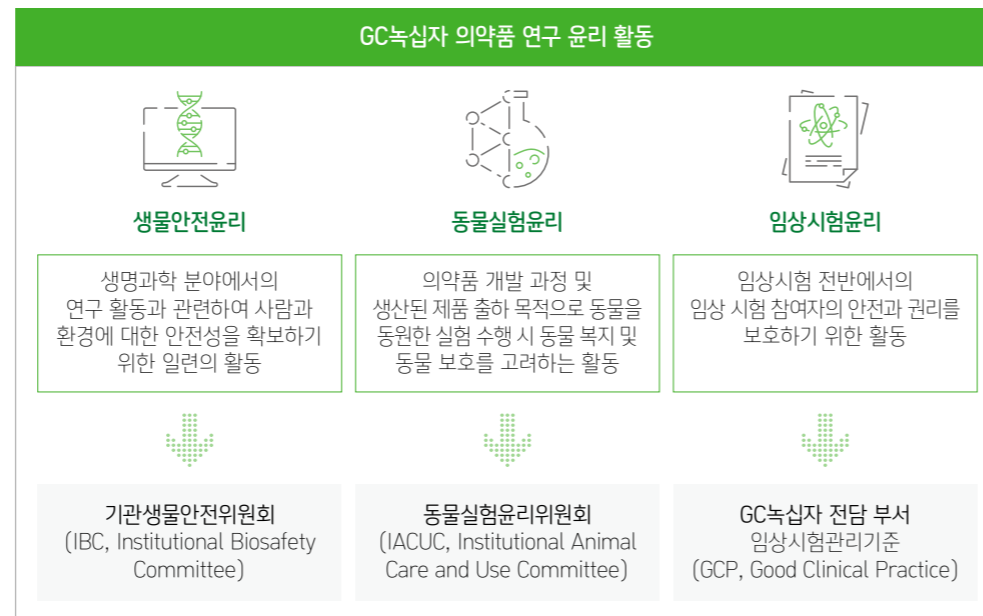 GC녹십자 의약품 연구 윤리 활동
생물안전윤리
생명과학 분야에서의
연구 활동과 관련하여 사람과
환경에 대한 안전성을 확보하기
위한 일련의 활동
기관생물안전위원회
(IBC, Institutional Biosafety
Committee)
동물실험윤리
의약품 개발 과정 및
생산된 제품 출하 목적으로 동물을
동원한 실험 수행 시 동물 복지 및
동물 보호를 고려하는 활동
동물실험윤리위원회
(IACUC, Institutional Animal
Care and Use Committee)
임상시험윤리
임상시험 전반에서의
임상 시험 참여자의 안전과 권리를
보호하기 위한 활동
GC녹십자 전담 부서
임상시험관리기준
(GCP, Good Clinical Practice)